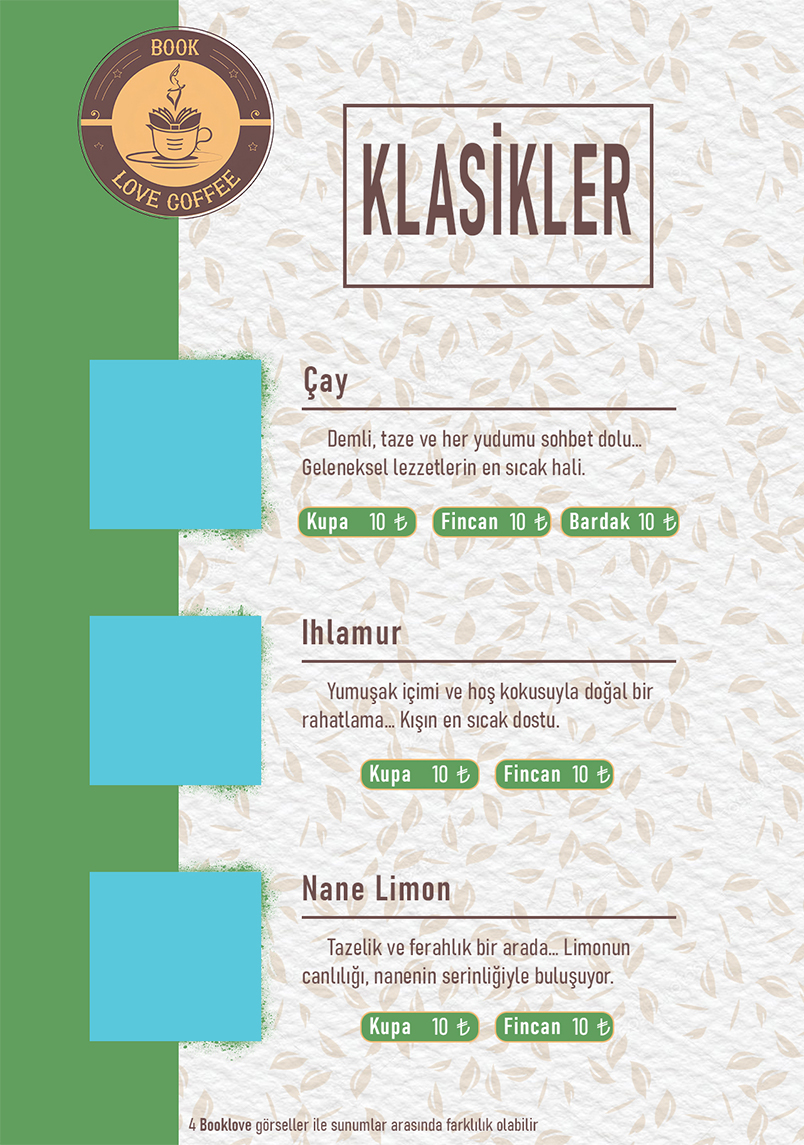 BOOK
LOVE COFFEE
KLASİKLER
Çay
Demli, taze ve her yudumu sohbet dolu...
Geleneksel lezzetlerin en sıcak hali.
Kupa 10 ₺ Fincan 10 ₺ Bardak 10 ₺
Ihlamur
Yumuşak içimi ve hoş kokusuyla doğal bir
rahatlama... Kışın en sıcak dostu.
Kupa 10 ₺ Fincan 10 ₺
Nane Limon
Tazelik ve ferahlık bir arada... Limonun
canlılığı, nanenin serinliğiyle buluşuyor.
Kupa 10 ₺ Fincan 10 ₺
4 Booklove görseller ile sunumlar arasında farklılık olabilir